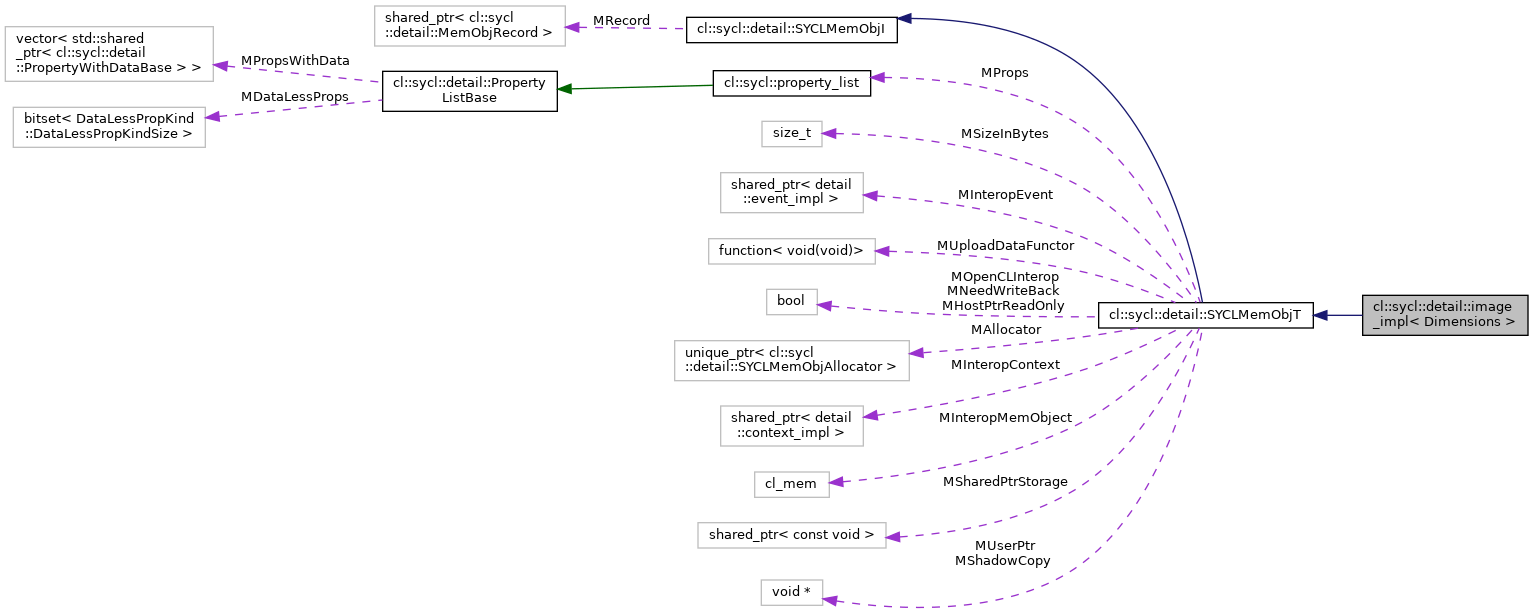 vector< std::shared
_ptr< cl::sycl::detail
::PropertyWithDataBase > >
bitset< DataLessPropKind
::DataLessPropKindSize >
MPropsWithData
MDataLessProps
shared_ptr< cl::sycl
::detail::MemObjRecord >
cl::sycl::detail::Property
ListBase
MRecord
cl::sycl::detail::SYCLMemObjI
cl::sycl::property_list
size_t
shared_ptr< detail
::event_impl >
function< void(void)>
bool
unique_ptr< cl::sycl
::detail::SYCLMemObjAllocator >
shared_ptr< detail
::context_impl >
cl_mem
shared_ptr< const void >
void *
MProps
MSizeInBytes
MInteropEvent
MUploadDataFunctor
MOpenCLInterop
MNeedWriteBack
MHostPtrReadOnly
MAllocator
MInteropContext
MInteropMemObject
MSharedPtrStorage
MUserPtr
MShadowCopy
cl::sycl::detail::SYCLMemObjT
cl::sycl::detail::image
_impl< Dimensions >